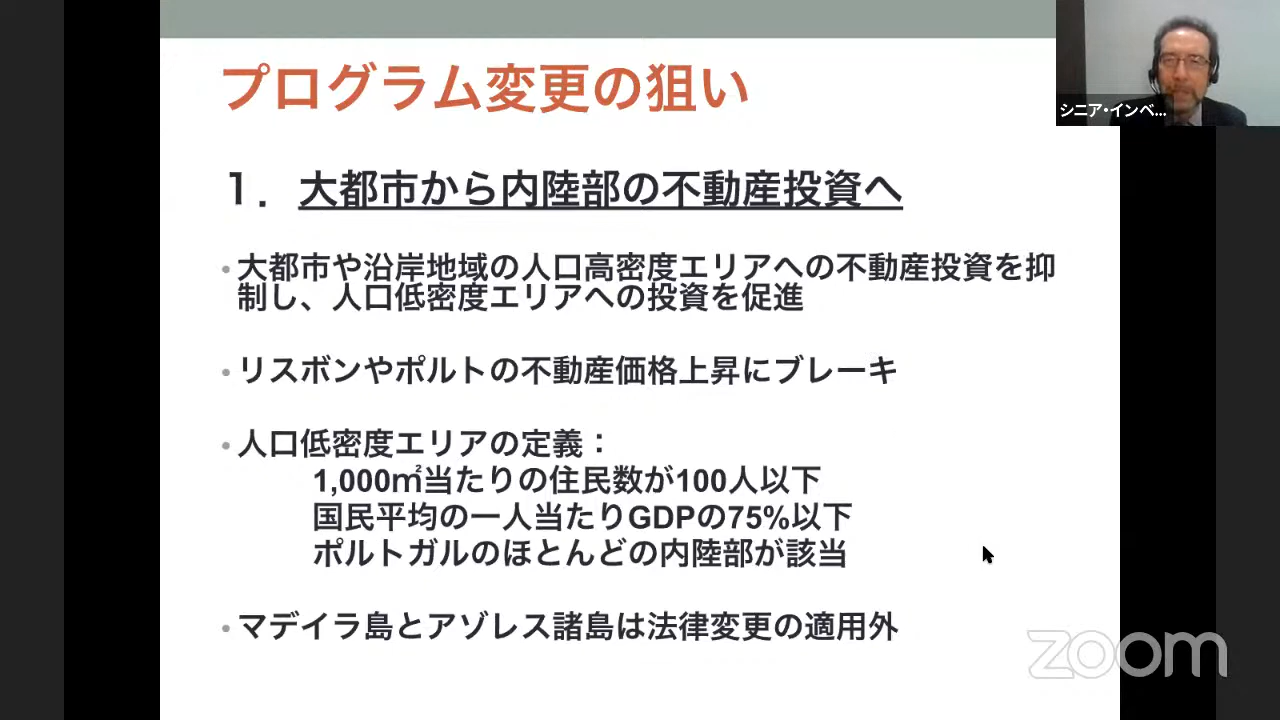 プログラム変更の狙い
シニア・インベ...
1．大都市から内陸部の不動産投資へ
・大都市や沿岸地域の人口高密度エリアへの不動産投資を抑
制し、人口低密度エリアへの投資を促進
・リスボンやポルトの不動産価格上昇にブレーキ
・人口低密度エリアの定義：
1,000㎡当たりの住民数が100人以下
国民平均の一人当たりGDPの75%以下
ポルトガルのほとんどの内陸部が該当
・マデイラ島とアゾレス諸島は法律変更の適用外
zoom